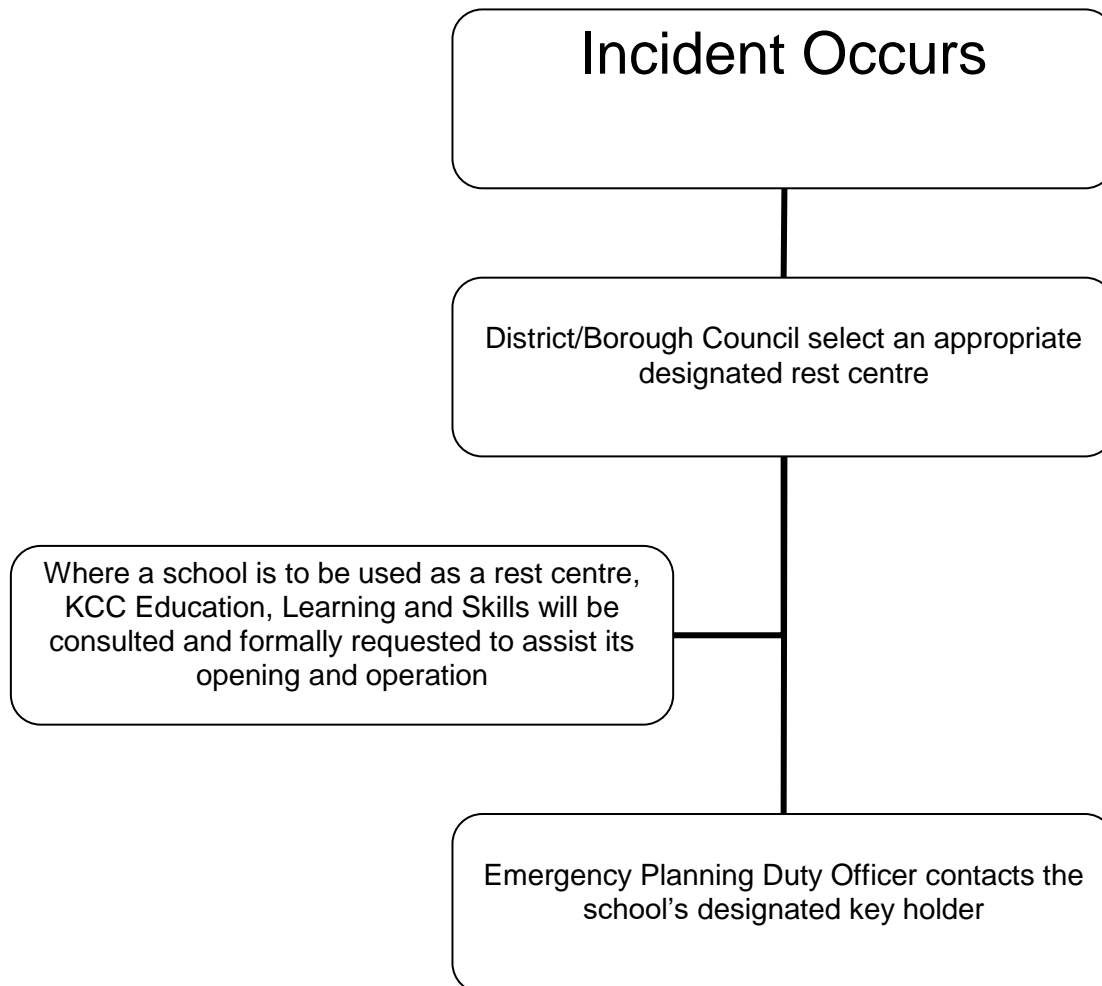 Incident Occurs
District/Borough Council select an appropriate
designated rest centre
Where a school is to be used as a rest centre,
KCC Education, Learning and Skills will be
consulted and formally requested to assist its
opening and operation
Emergency Planning Duty Officer contacts the
school’s designated key holder